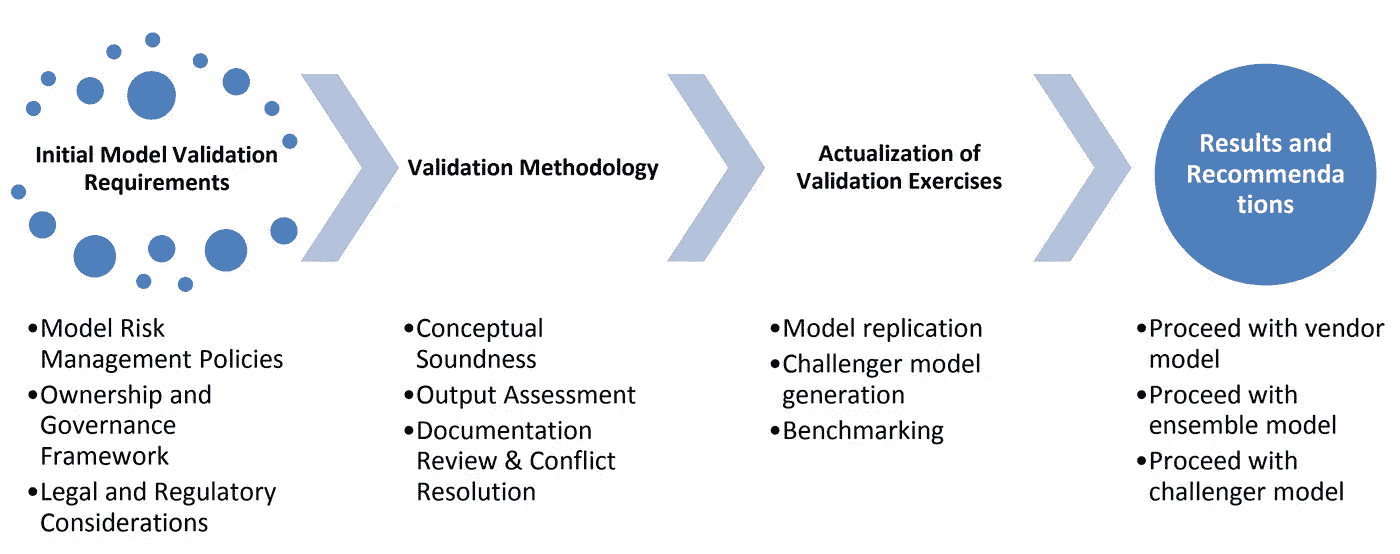 Initial Model Validation
Requirements
Validation Methodology
Actualization of
Validation Exercises
Results and
Recommenda
tions
•Model Risk
Management Policies
•Ownership and
Governance
Framework
•Legal and Regulatory
Considerations
•Conceptual
Soundness
•Output Assessment
•Documentation
Review & Conflict
Resolution
•Model replication
•Challenger model
generation
•Benchmarking
•Proceed with vendor
model
•Proceed with
ensemble model
•Proceed with
challenger model